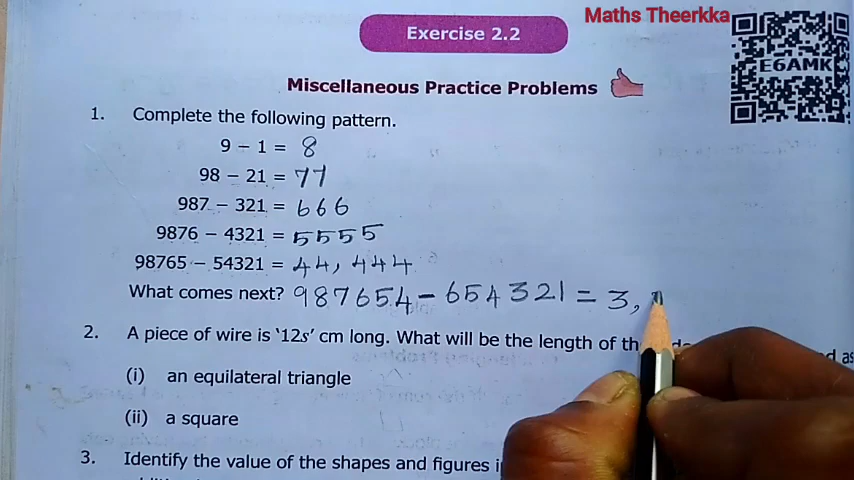 Maths Theerkka
Exercise 2.2
E6AMK
Miscellaneous Practice Problems
1. Complete the following pattern.
9 − 1 = 8
98 − 21 = 77
987 − 321 = 666
9876 − 4321 = 5555
98765 − 54321 = 44,444
What comes next? 987654 - 654321 = 3,
2. A piece of wire is ‘12s’ cm long. What will be the length of th
d as
(i) an equilateral triangle
(ii) a square
3. Identify the value of the shapes and figures i